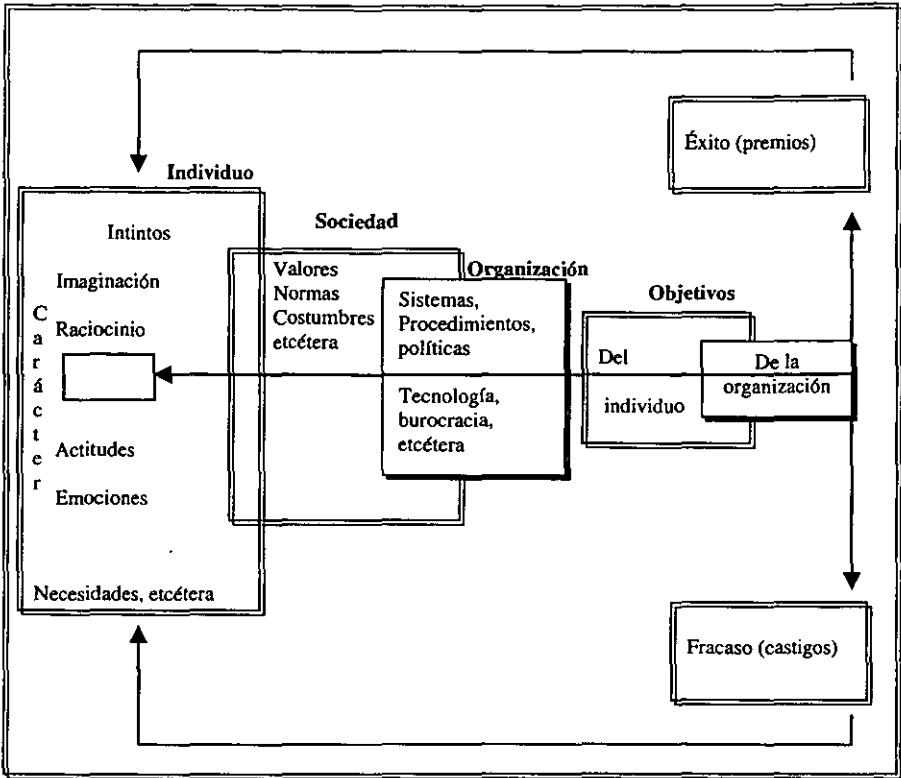 Éxito (premios)
Individuo
Intintos
Imaginación
Raciocinio
Carácter
Actitudes
Emociones
Necesidades, etcétera
Sociedad
Valores
Normas
Costumbres
etcétera
Organización
Sistemas,
Procedimientos,
políticas
Tecnología,
burocracia,
etcétera
Objetivos
Del
individuo
De la
organización
Fracaso (castigos)